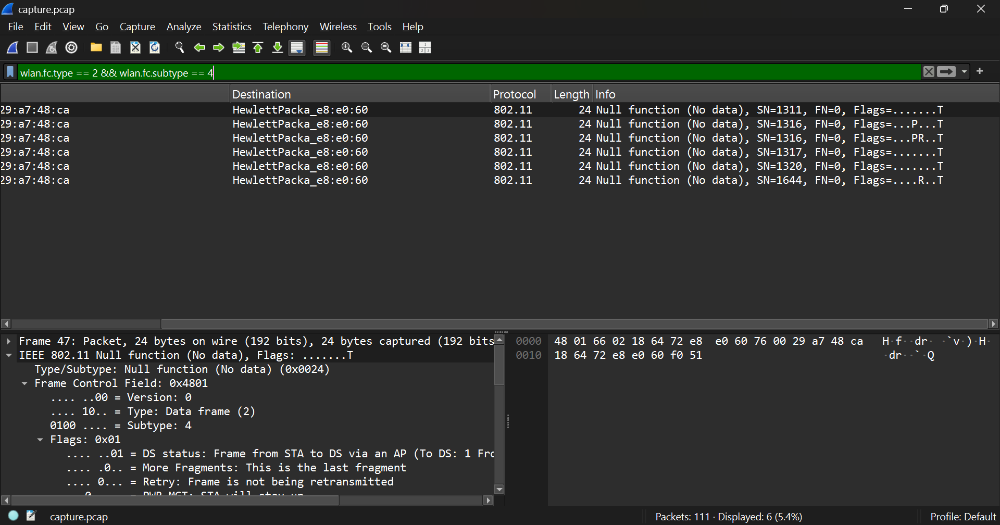 capture.pcap
File Edit View Go Capture Analyze Statistics Telephony Wireless Tools Help
wlan.fc.type == 2 && wlan.fc.subtype == 4
Destination Protocol Length Info
29:a7:48:ca HewlettPacka_e8:e0:60 802.11 24 Null function (No data), SN=1311, FN=0, Flags=.......T
29:a7:48:ca HewlettPacka_e8:e0:60 802.11 24 Null function (No data), SN=1316, FN=0, Flags=...P...T
29:a7:48:ca HewlettPacka_e8:e0:60 802.11 24 Null function (No data), SN=1316, FN=0, Flags=...PR..T
29:a7:48:ca HewlettPacka_e8:e0:60 802.11 24 Null function (No data), SN=1317, FN=0, Flags=.......T
29:a7:48:ca HewlettPacka_e8:e0:60 802.11 24 Null function (No data), SN=1320, FN=0, Flags=.......T
29:a7:48:ca HewlettPacka_e8:e0:60 802.11 24 Null function (No data), SN=1644, FN=0, Flags=....R..T
Frame 47: Packet, 24 bytes on wire (192 bits), 24 bytes captured (192 bits
IEEE 802.11 Null function (No data), Flags: .......T
Type/Subtype: Null function (No data) (0x0024)
Frame Control Field: 0x4801
.... ..00 = Version: 0
.... 10.. = Type: Data frame (2)
0100 .... = Subtype: 4
Flags: 0x01
.... ..01 = DS status: Frame from STA to DS via an AP (To DS: 1 Fro
.... .0.. = More Fragments: This is the last fragment
.... 0... = Retry: Frame is not being retransmitted
0000 48 01 66 02 18 64 72 e8 e0 60 76 00 29 a7 48 ca H·f··dr· ·`v·)·H·
0010 18 64 72 e8 e0 60 f0 51 ·dr··`·Q
capture.pcap
Packets: 111 · Displayed: 6 (5.4%)
Profile: Default